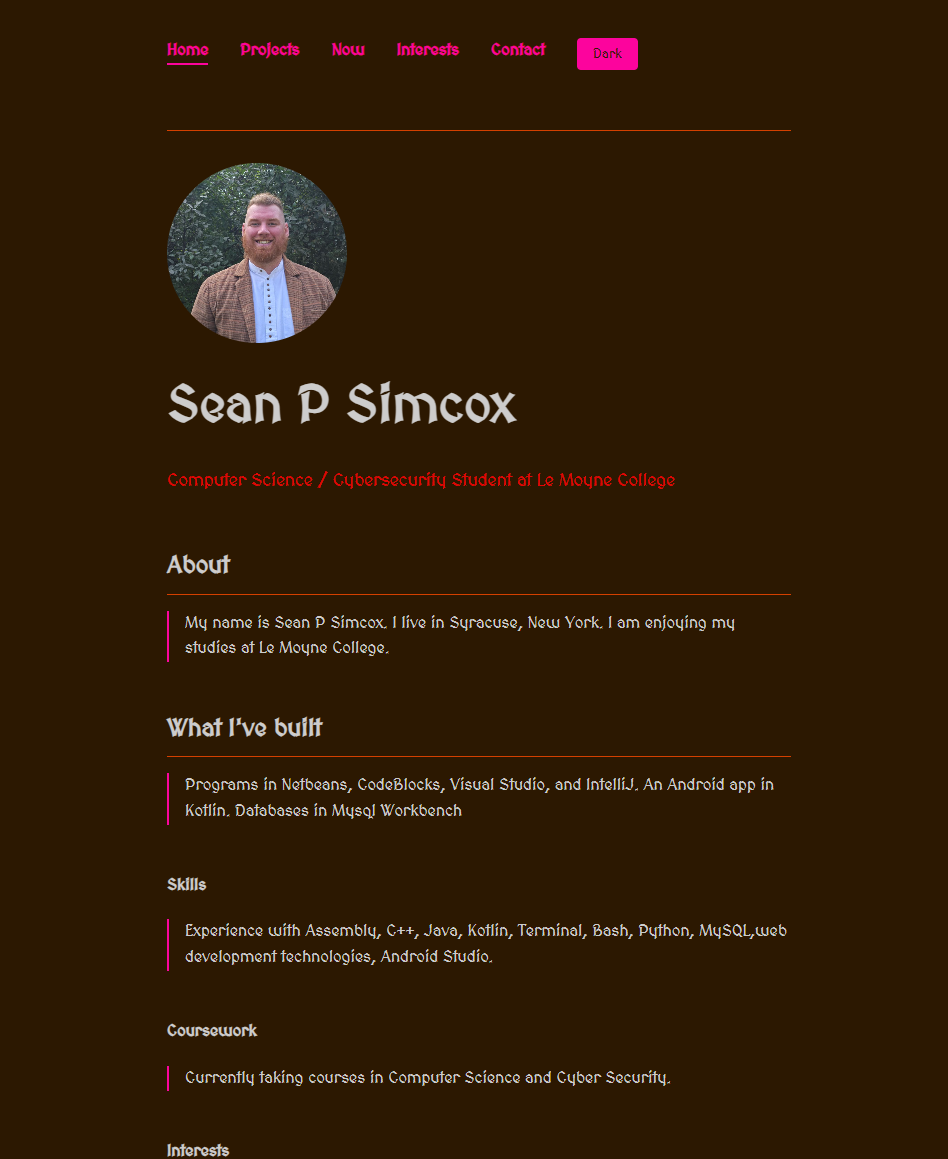 Home Projects Now Interests Contact Dark
Sean P Simcox
Computer Science / Cybersecurity Student at Le Moyne College
About
My name is Sean P Simcox. I live in Syracuse, New York. I am enjoying my
studies at Le Moyne College.
What I've built
Programs in Netbeans, CodeBlocks, Visual Studio, and IntelliJ. An Android app in
Kotlin. Databases in Mysql Workbench
Skills
Experience with Assembly, C++, Java, Kotlin, Terminal, Bash, Python, MySQL,web
development technologies, Android Studio.
Coursework
Currently taking courses in Computer Science and Cyber Security.
Interests